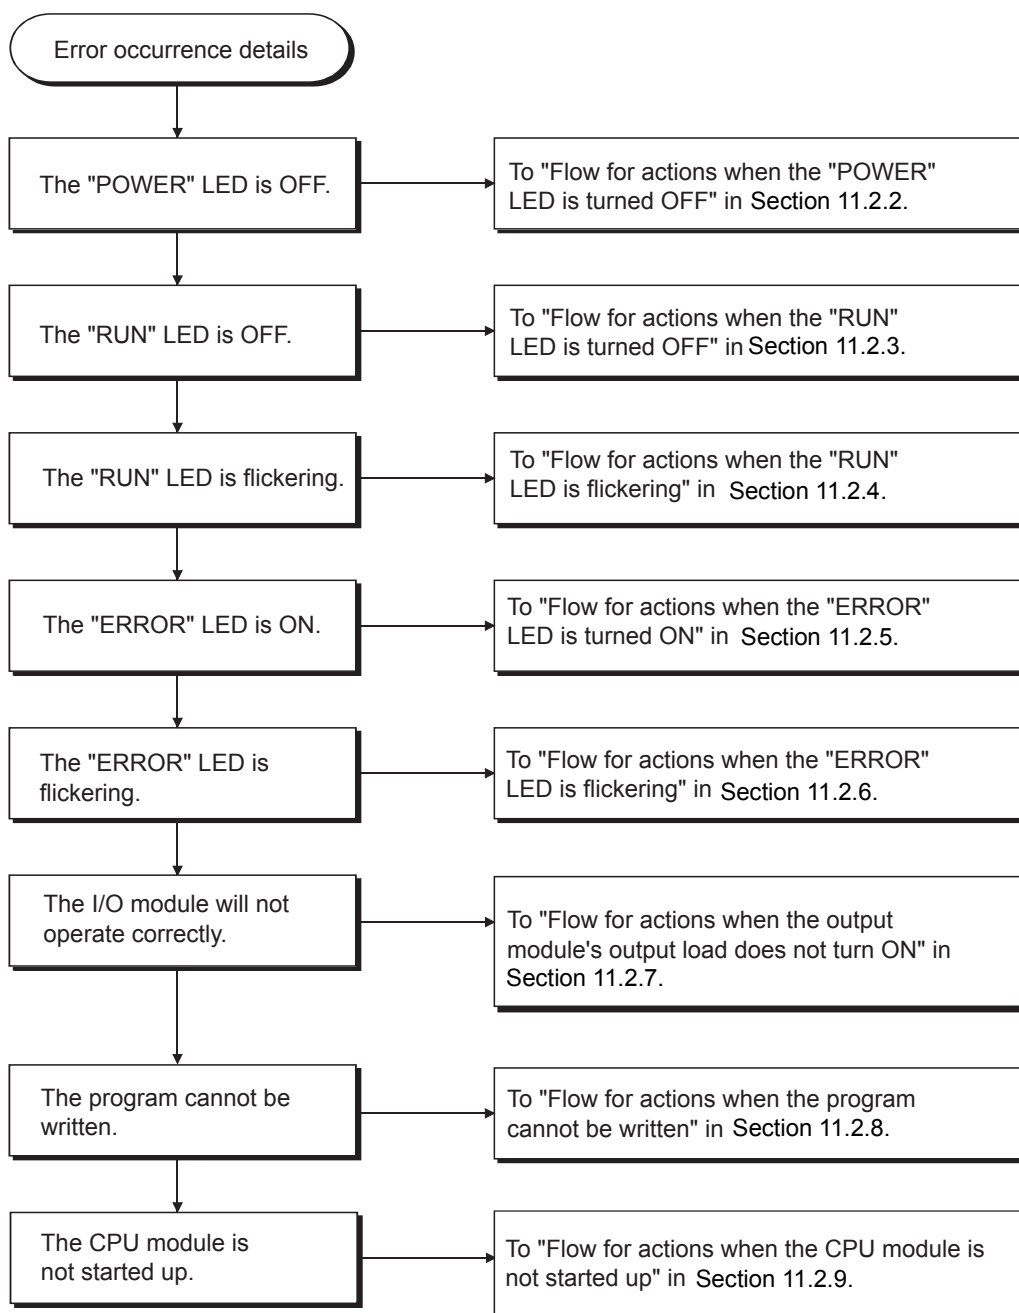 Error occurrence details
The "POWER" LED is OFF.
To "Flow for actions when the "POWER"
LED is turned OFF" in Section 11.2.2.
The "RUN" LED is OFF.
To "Flow for actions when the "RUN"
LED is turned OFF" in Section 11.2.3.
The "RUN" LED is flickering.
To "Flow for actions when the "RUN"
LED is flickering" in Section 11.2.4.
The "ERROR" LED is ON.
To "Flow for actions when the "ERROR"
LED is turned ON" in Section 11.2.5.
The "ERROR" LED is
flickering.
To "Flow for actions when the "ERROR"
LED is flickering" in Section 11.2.6.
The I/O module will not
operate correctly.
To "Flow for actions when the output
module's output load does not turn ON" in
Section 11.2.7.
The program cannot be
written.
To "Flow for actions when the program
cannot be written" in Section 11.2.8.
The CPU module is
not started up.
To "Flow for actions when the CPU module is
not started up" in Section 11.2.9.